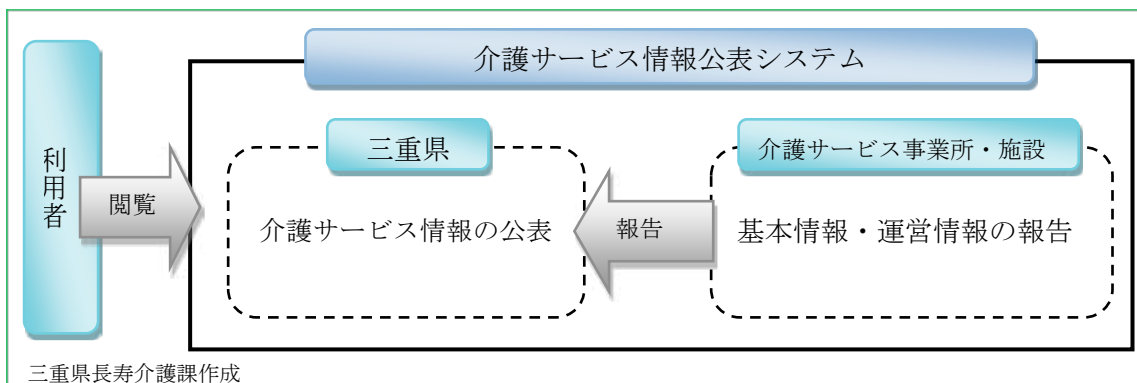 介護サービス情報公表システム
利用者
閲覧
三重県
介護サービス情報の公表
報告
介護サービス事業所・施設
基本情報・運営情報の報告
三重県長寿介護課作成